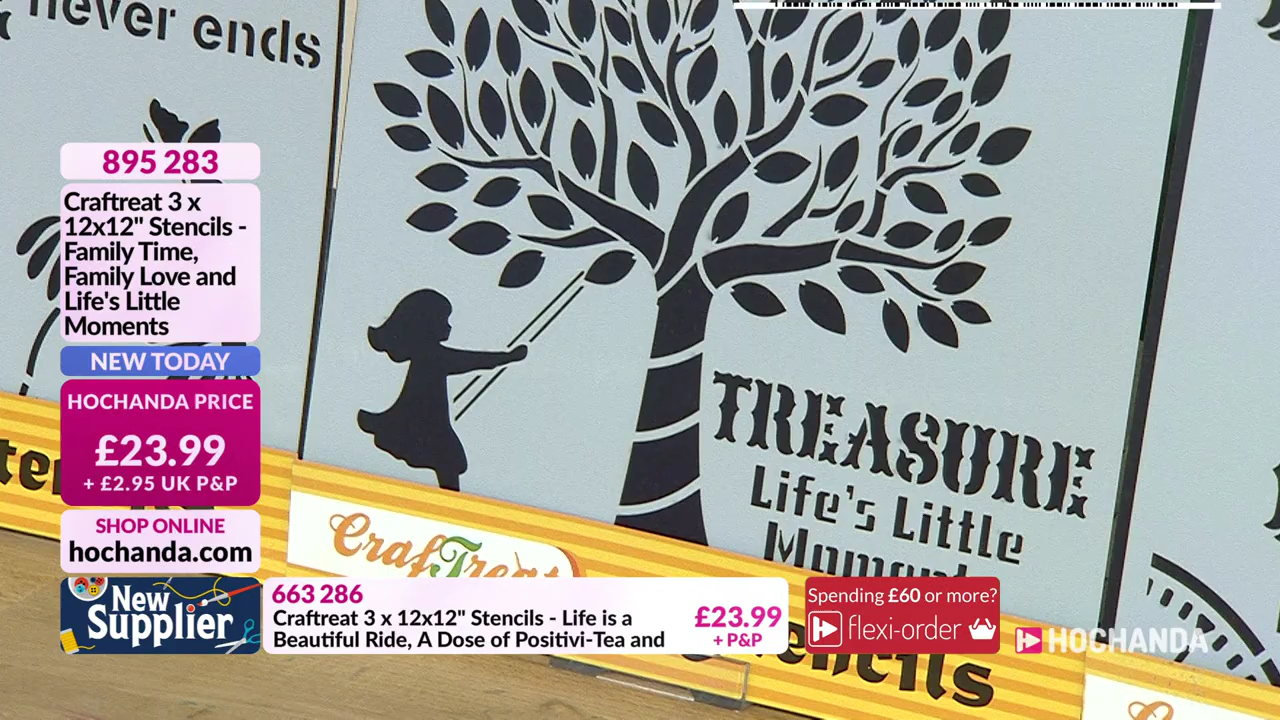 never ends
895 283
Craftreat 3 x
12x12" Stencils -
Family Time,
Family Love and
Life's Little
Moments
NEW TODAY
HOCHANDA PRICE
£23.99
+ £2.95 UK P&P
SHOP ONLINE
hochanda.com
TREASURE
Life's Little
CrafTreat
New
Supplier
663 286
Craftreat 3 x 12x12" Stencils - Life is a
Beautiful Ride, A Dose of Positivi-Tea and
£23.99
+ P&P
Spending £60 or more?
flexi-order
HOCHANDA